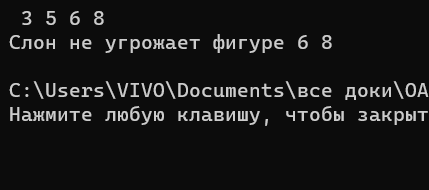 3 5 6 8
Слон не угрожает фигуре 6 8
C:\Users\VIVO\Documents\все доки\ОА
Нажмите любую клавишу, чтобы закрыт